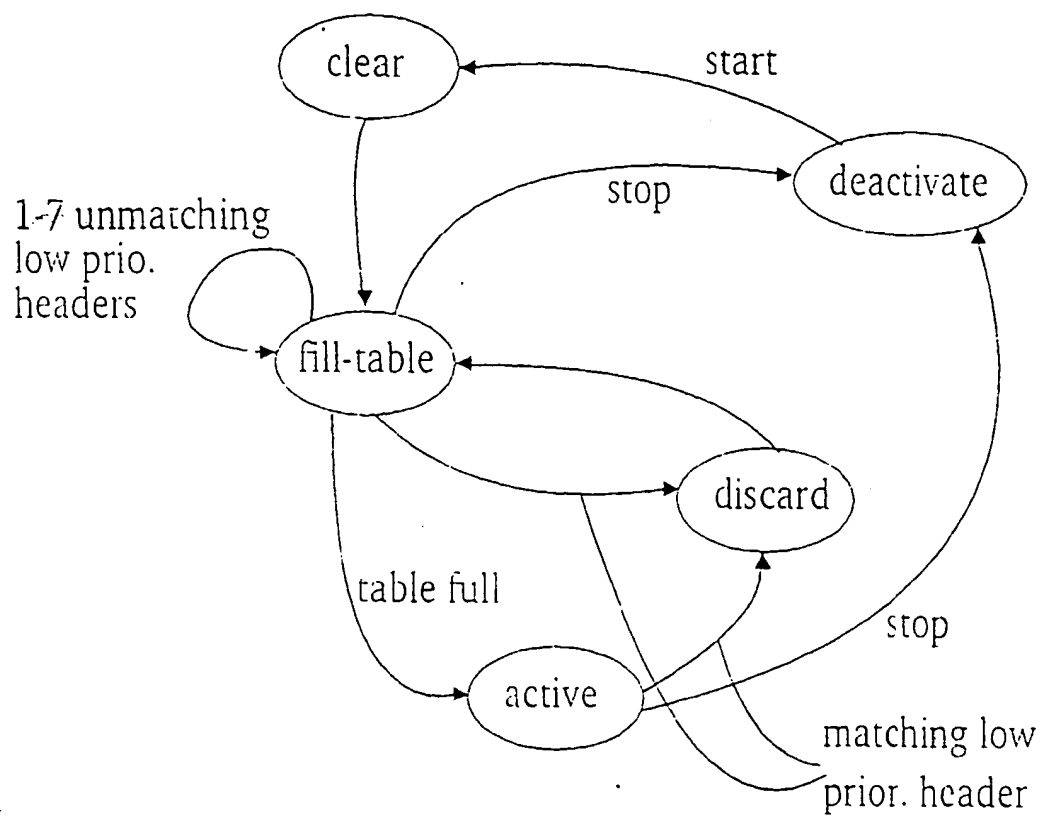 clear
start
deactivate
stop
1-7 unmatching
low prio.
headers
fill-table
discard
table full
stop
active
matching low
prior. header